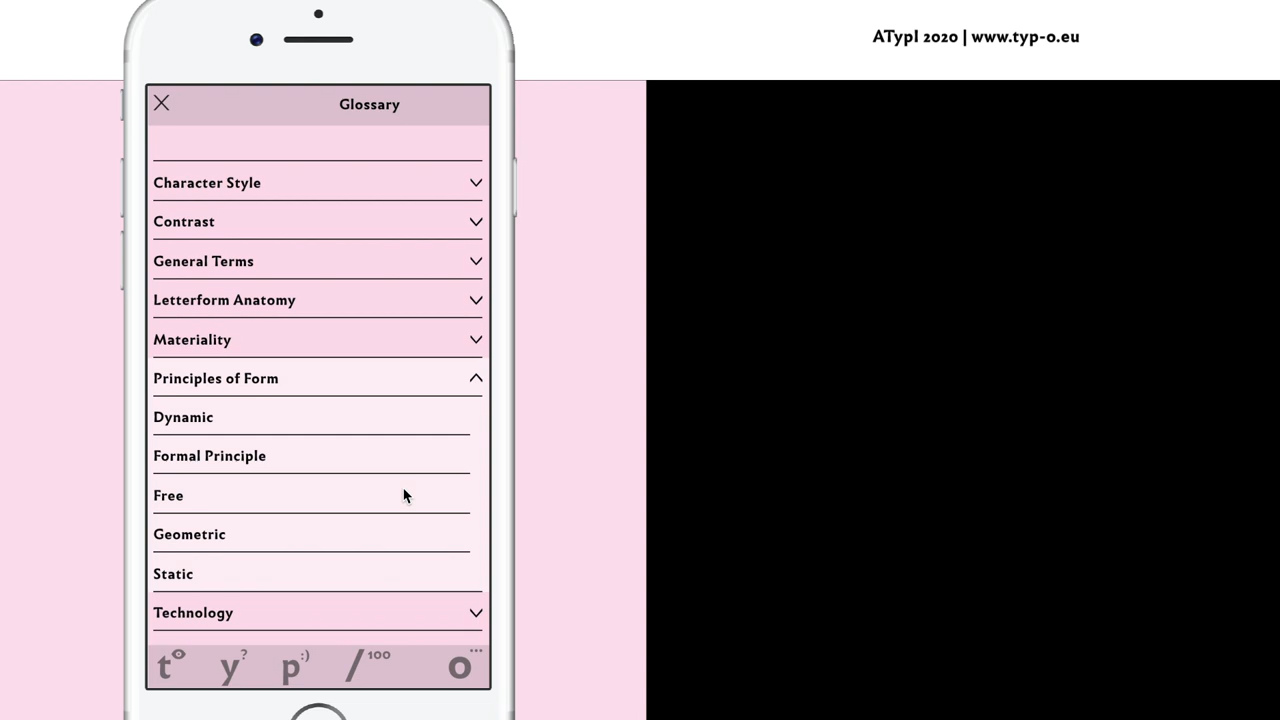 ATypI 2020 | www.typ-o.eu
Glossary
Character Style
Contrast
General Terms
Letterform Anatomy
Materiality
Principles of Form
Dynamic
Formal Principle
Free
Geometric
Static
Technology
t y? p:) /100 o...